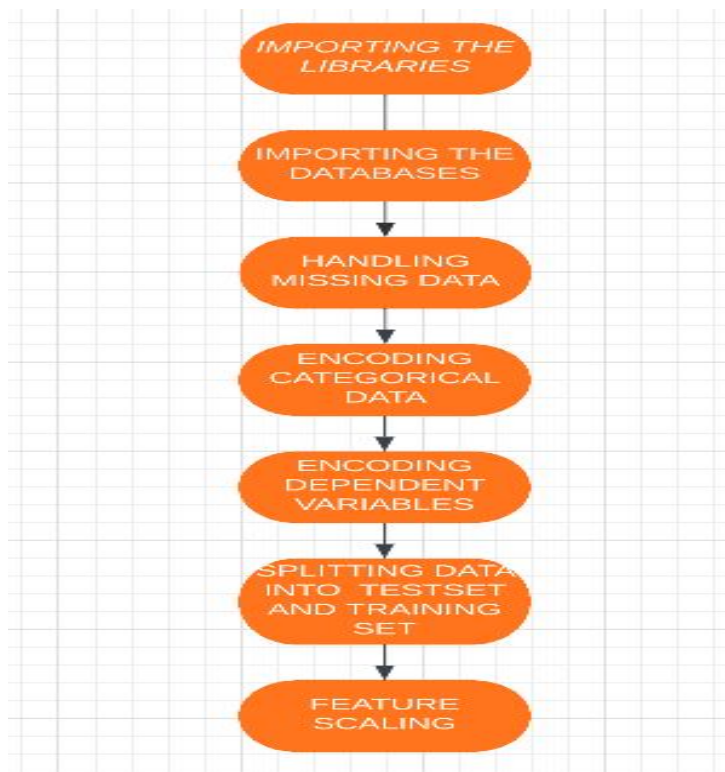 IMPORTING THE
LIBRARIES
IMPORTING THE
DATABASES
HANDLING
MISSING DATA
ENCODING
CATEGORICAL
DATA
ENCODING
DEPENDENT
VARIABLES
SPLITTING DATA
INTO TESTSET
AND TRAINING
SET
FEATURE
SCALING